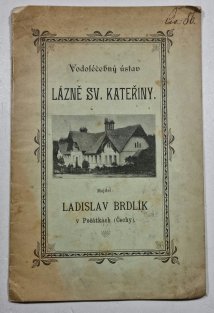 Vodoléčebný ústav
LÁZNĚ SV. KATEŘINY.
Majitel
LADISLAV BRDLÍK
v Počátkách (Čechy).